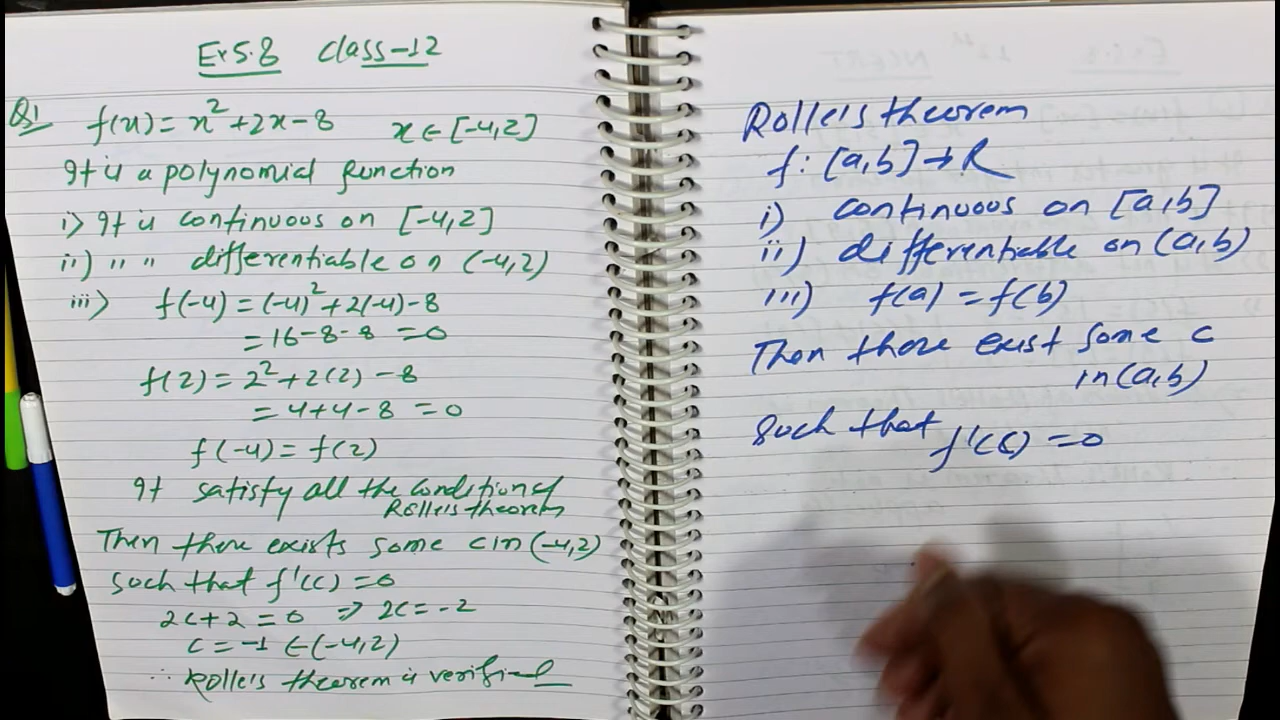 Ex 5.8 class-12
Q1 f(x) = x² + 2x - 8 x ∈ [-4, 2]
It is a polynomial function
i) It is continuous on [-4, 2]
ii) " " differentiable on (-4, 2)
iii) f(-4) = (-4)² + 2(-4) - 8
= 16 - 8 - 8 = 0
f(2) = 2² + 2(2) - 8
= 4 + 4 - 8 = 0
f(-4) = f(2)
It satisfy all the condition of
Rolle's theorem
Then there exists some c in (-4, 2)
such that f'(c) = 0
2c + 2 = 0 ⇒ 2c = -2
c = -1 ∈ (-4, 2)
∴ Rolle's theorem is verified
Rolle's theorem
f : [a, b] → R
i) continuous on [a, b]
ii) differentiable on (a, b)
iii) f(a) = f(b)
Then there exist some c
in (a, b)
such that
f'(c) = 0